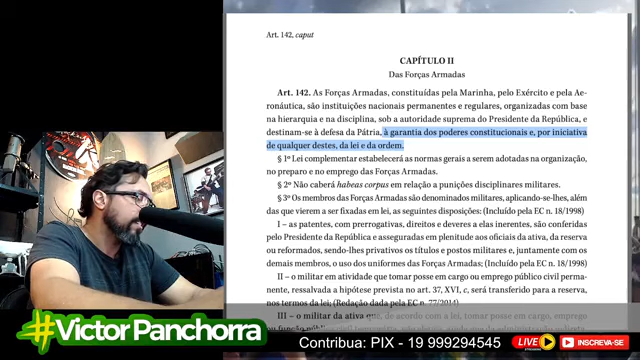 Art. 142, caput
CAPÍTULO II
Das Forças Armadas
Art. 142. As Forças Armadas, constituídas pela Marinha, pelo Exército e pela Ae-
ronáutica, são instituições nacionais permanentes e regulares, organizadas com base
na hierarquia e na disciplina, sob a autoridade suprema do Presidente da República, e
destinam-se à defesa da Pátria, à garantia dos poderes constitucionais e, por iniciativa
de qualquer destes, da lei e da ordem.
§ 1º Lei complementar estabelecerá as normas gerais a serem adotadas na organização,
no preparo e no emprego das Forças Armadas.
§ 2º Não caberá habeas corpus em relação a punições disciplinares militares.
§ 3º Os membros das Forças Armadas são denominados militares, aplicando-se-lhes, além
das que vierem a ser fixadas em lei, as seguintes disposições: (Incluído pela EC n. 18/1998)
I – as patentes, com prerrogativas, direitos e deveres a elas inerentes, são conferidas
pelo Presidente da República e asseguradas em plenitude aos oficiais da ativa, da reserva
ou reformados, sendo-lhes privativos os títulos e postos militares e, juntamente com os
demais membros, o uso dos uniformes das Forças Armadas; (Incluído pela EC n. 18/1998)
II – o militar em atividade que tomar posse em cargo ou emprego público civil perma-
nente, ressalvada a hipótese prevista no art. 37, XVI, c, será transferido para a reserva,
nos termos da lei; (Redação dada pela EC n. 77/2014)
III – o militar da ativa que, de acordo com a lei, tomar posse em cargo, emprego
ou função
#Victor Panchorra
Contribua: PIX - 19 999294545
LIVE
INSCREVA-SE